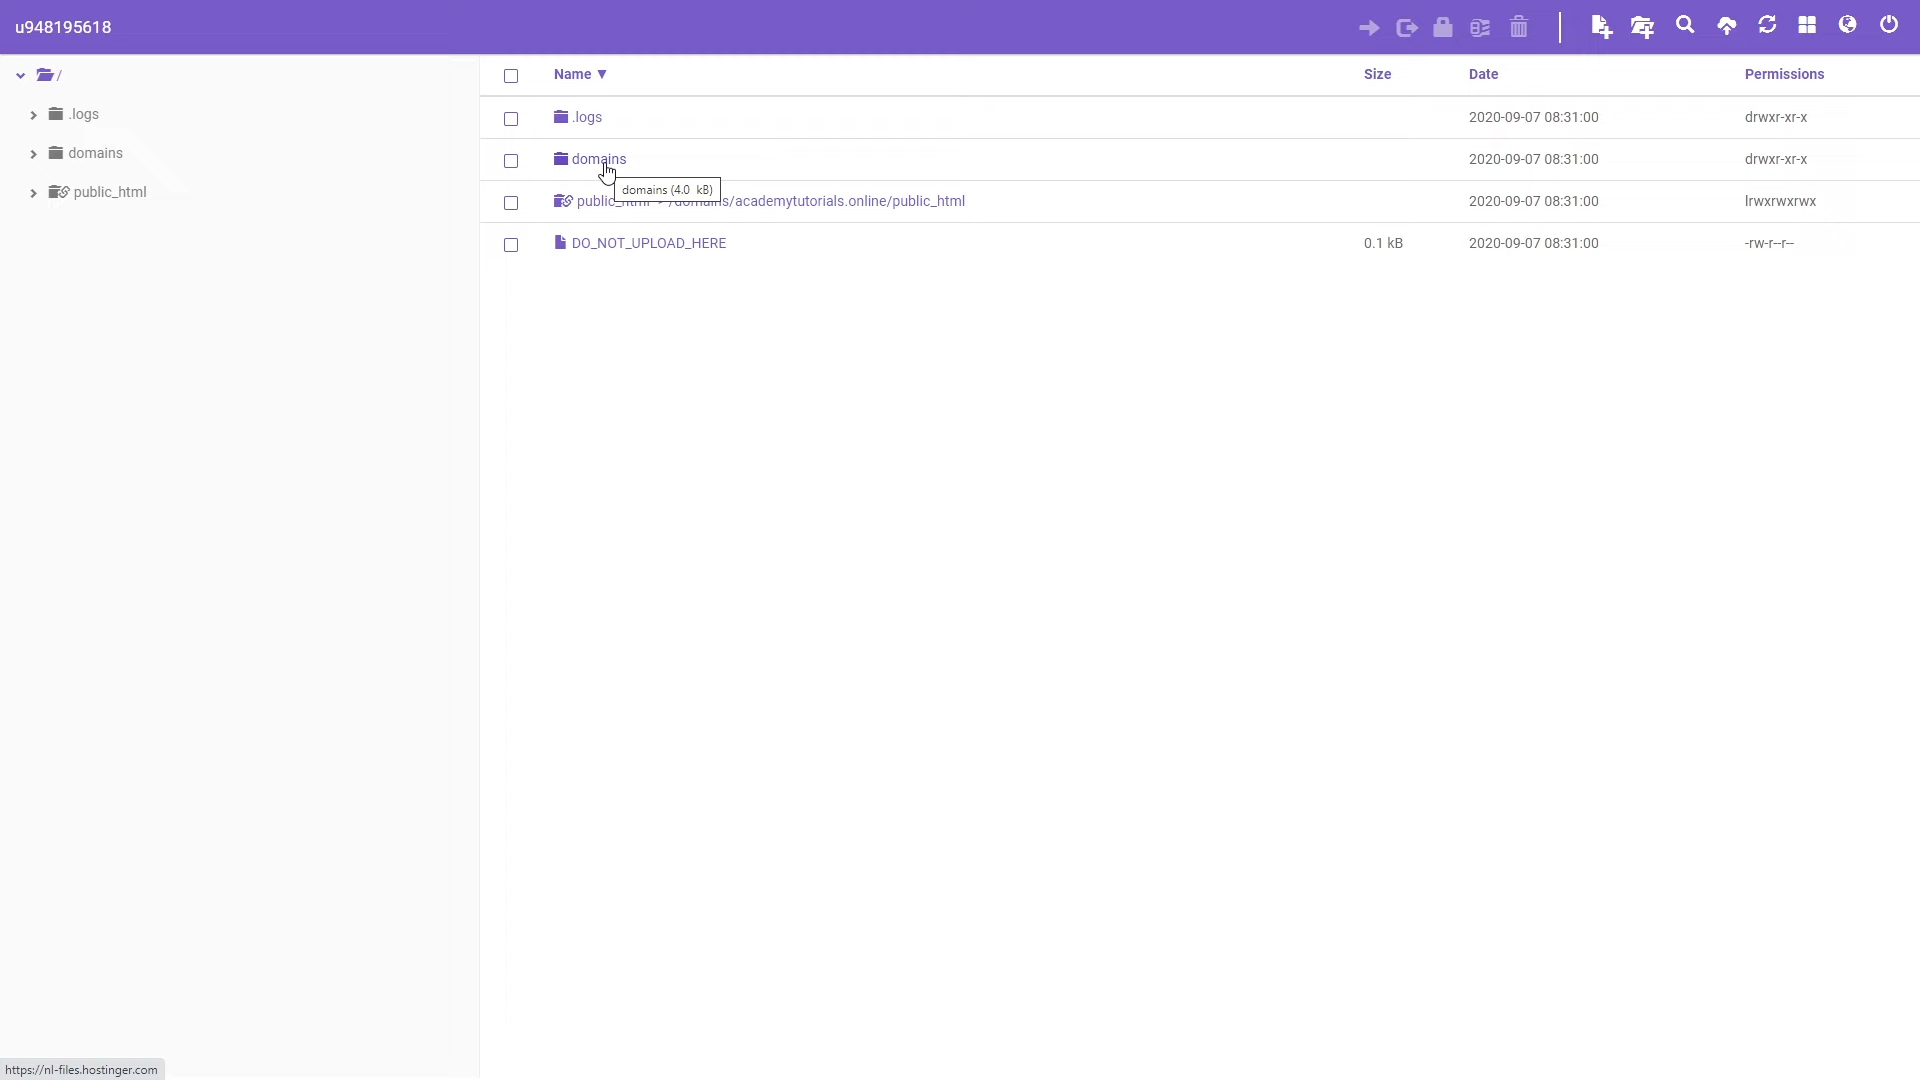 u948195618
/
.logs
domains
public_html
Name ▼ Size Date Permissions
.logs 2020-09-07 08:31:00 drwxr-xr-x
domains 2020-09-07 08:31:00 drwxr-xr-x
domains (4.0 kB)
public_html > /domains/academytutorials.online/public_html 2020-09-07 08:31:00 lrwxrwxrwx
DO_NOT_UPLOAD_HERE 0.1 kB 2020-09-07 08:31:00 -rw-r--r--
https://nl-files.hostinger.com